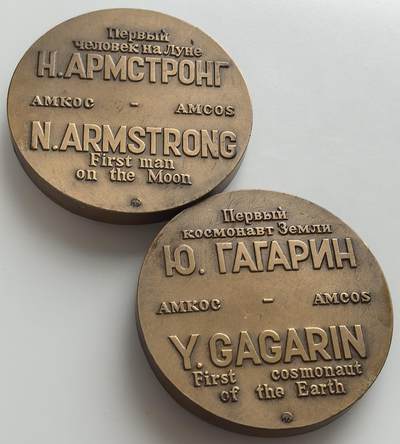 Первый
человек на Луне
Н.АРМСТРОНГ
АМКОС - AMCOS
N.ARMSTRONG
First man
on the Moon
Первый
космонавт Земли
Ю. ГАГАРИН
АМКОС - AMCOS
Y.GAGARIN
First cosmonaut
of the Earth